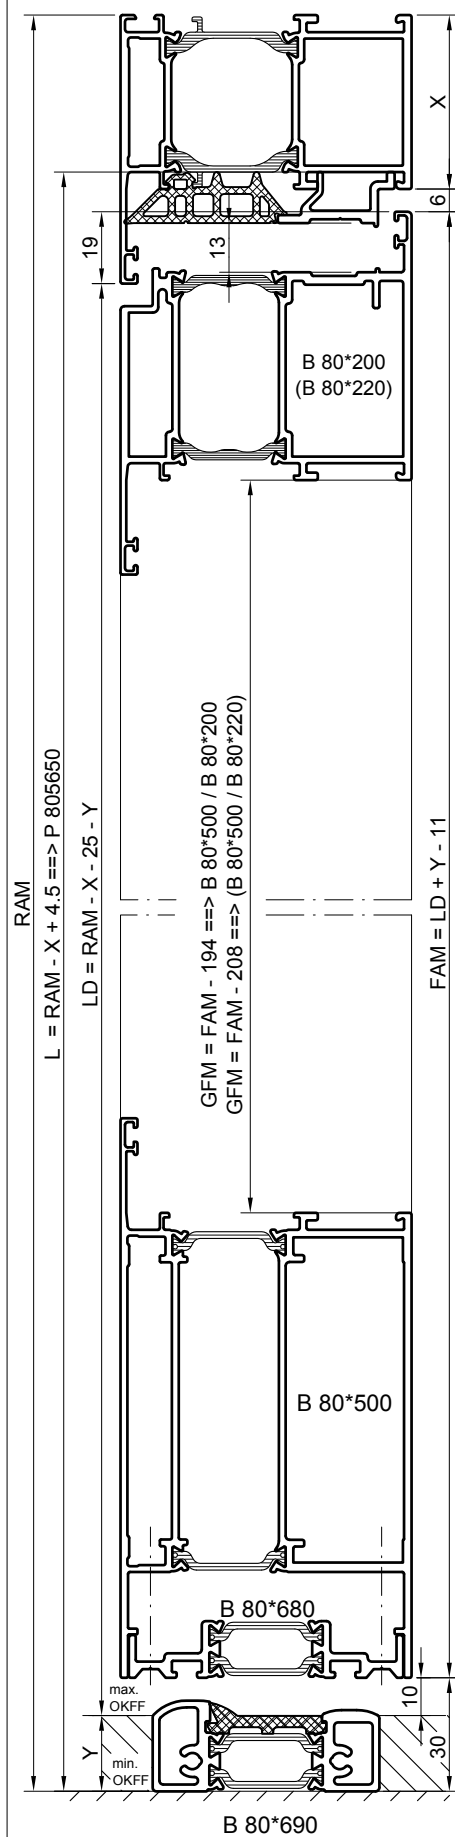 X
6
19
13
B 80*200
(B 80*220)
RAM
L = RAM - X + 4.5 ==> P 805650
LD = RAM - X - 25 - Y
GFM = FAM - 194 ==> B 80*500 / B 80*200
GFM = FAM - 208 ==> (B 80*500 / B 80*220)
FAM = LD + Y - 11
B 80*500
B 80*680
max.
OKFF
10
Y
min.
OKFF
30
B 80*690